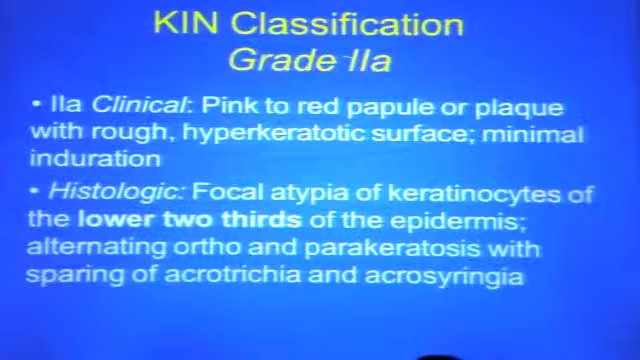 KIN Classification
Grade IIa
• IIa Clinical: Pink to red papule or plaque
with rough, hyperkeratotic surface; minimal
induration
• Histologic: Focal atypia of keratinocytes of
the lower two thirds of the epidermis;
alternating ortho and parakeratosis with
sparing of acrotrichia and acrosyringia